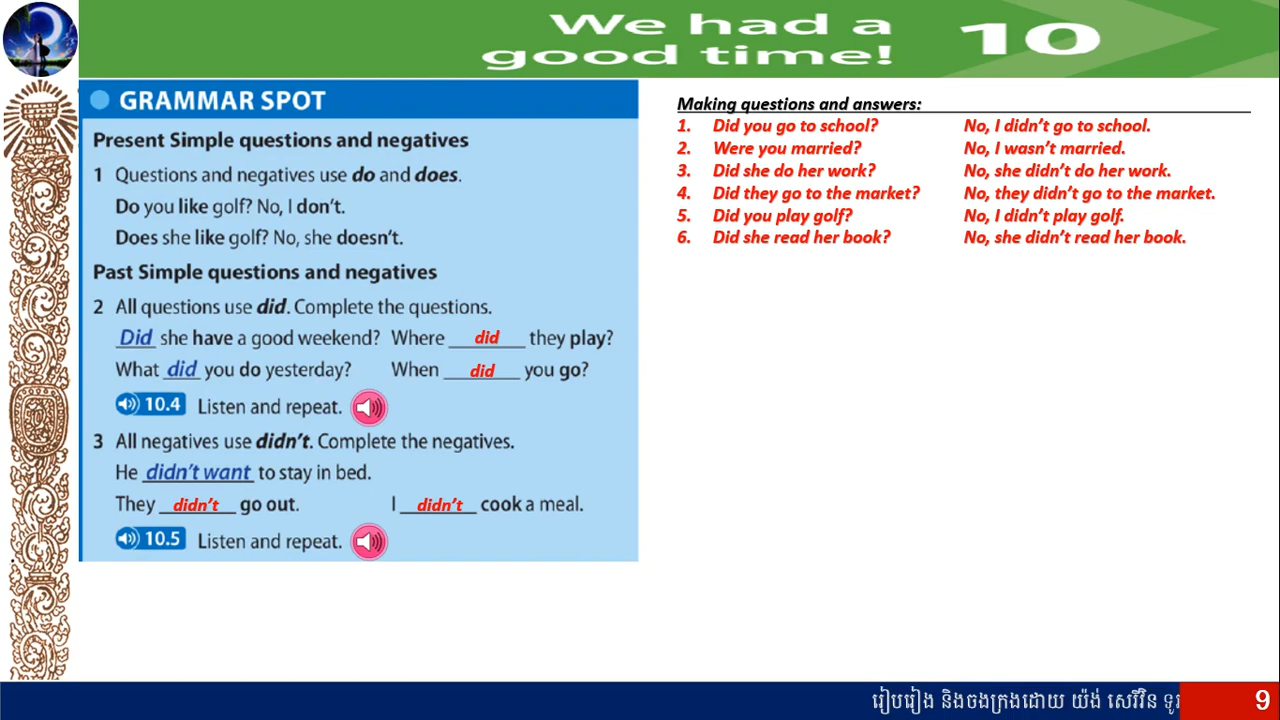 We had a
good time!
10
GRAMMAR SPOT
Present Simple questions and negatives
1 Questions and negatives use do and does.
Do you like golf? No, I don't.
Does she like golf? No, she doesn't.
Past Simple questions and negatives
2 All questions use did. Complete the questions.
Did she have a good weekend? Where did they play?
What did you do yesterday? When did you go?
10.4 Listen and repeat.
3 All negatives use didn't. Complete the negatives.
He didn't want to stay in bed.
They didn't go out. I didn't cook a meal.
10.5 Listen and repeat.
Making questions and answers:
1. Did you go to school? No, I didn't go to school.
2. Were you married? No, I wasn't married.
3. Did she do her work? No, she didn't do her work.
4. Did they go to the market? No, they didn't go to the market.
5. Did you play golf? No, I didn't play golf.
6. Did she read her book? No, she didn't read her book.
រៀបរៀង និងចងក្រងដោយ យ៉ង់ សេរីវិន ទូរ
9